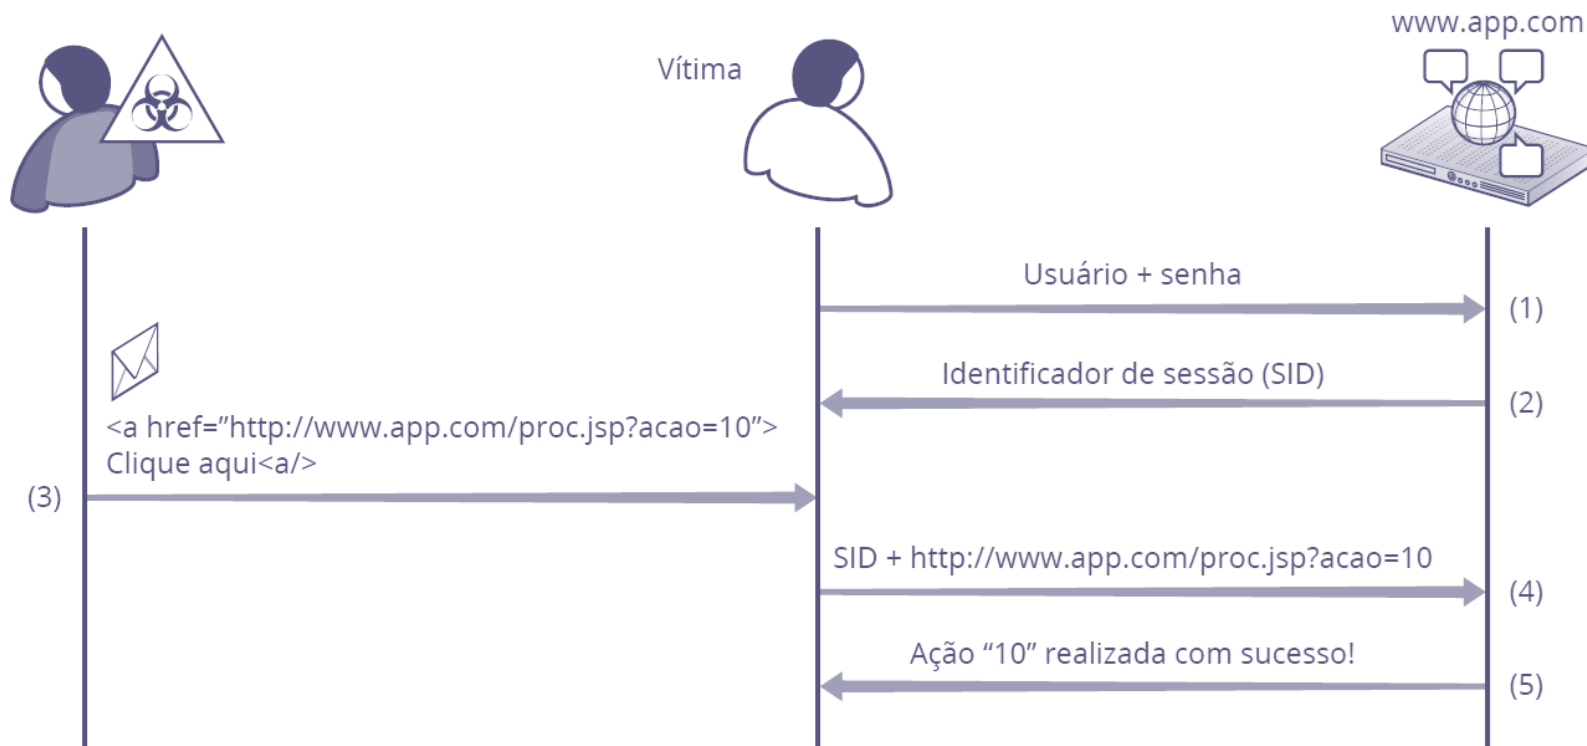 www.app.com
Vítima
Usuário + senha
(1)
Identificador de sessão (SID)
(2)
<a href=”http://www.app.com/proc.jsp?acao=10”>
Clique aqui<a/>
(3)
SID + http://www.app.com/proc.jsp?acao=10
(4)
Ação “10” realizada com sucesso!
(5)